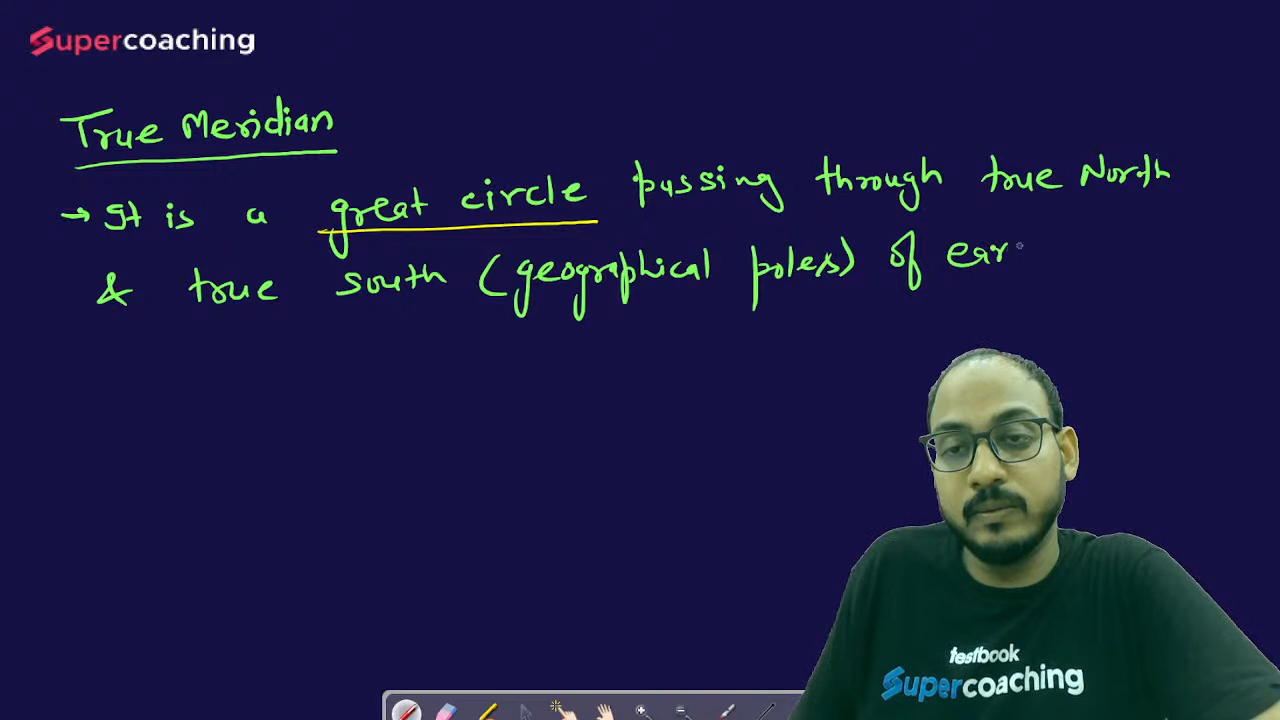 Supercoaching
True Meridian
→ It is a great circle passing through true North
& true south (geographical poles) of ear
testbook
Supercoaching